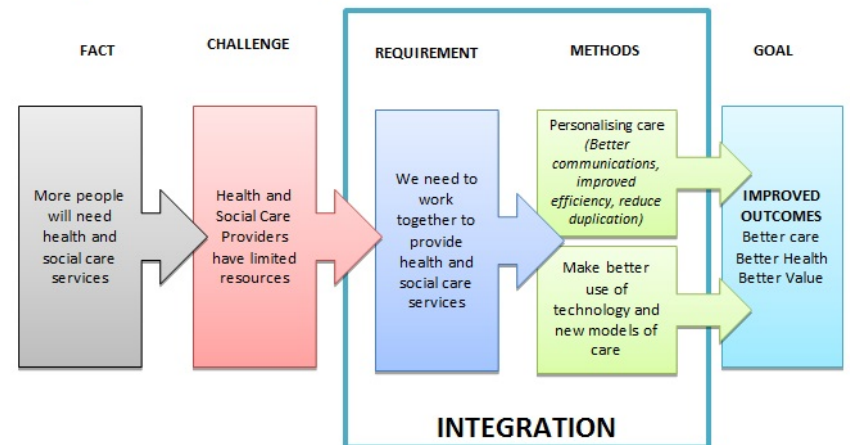 FACT
CHALLENGE
REQUIREMENT
METHODS
GOAL
More people
will need
health and
social care
services
Health and
Social Care
Providers
have limited
resources
We need to
work
together to
provide
health and
social care
services
Personalising care
(Better
communications,
improved
efficiency, reduce
duplication)
Make better
use of
technology and
new models of
care
IMPROVED
OUTCOMES
Better care
Better Health
Better Value
INTEGRATION